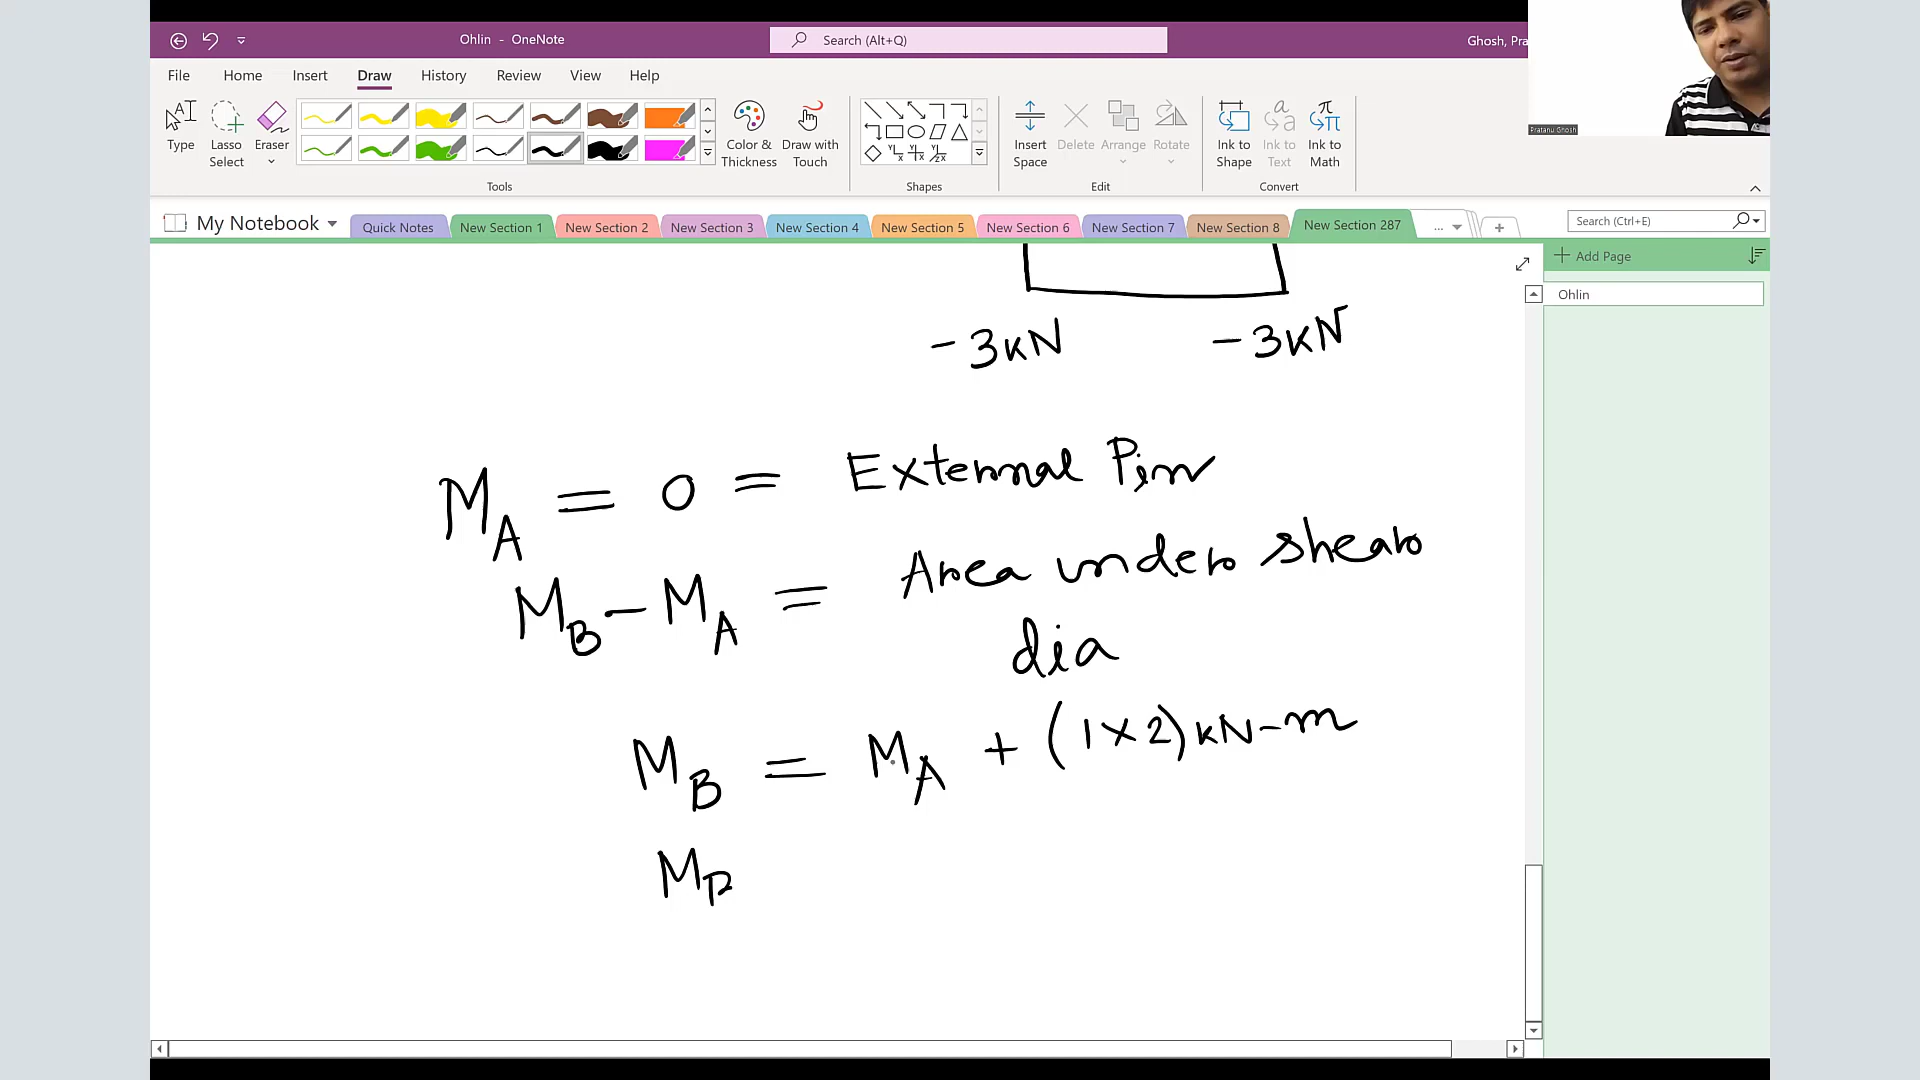 Ohlin - OneNote
Search (Alt+Q)
Ghosh, Pra
File Home Insert Draw History Review View Help
Type
Lasso Select
Eraser
Color & Thickness
Draw with Touch
Insert Space
Delete
Arrange
Rotate
Ink to Shape
Ink to Text
Ink to Math
Tools Shapes Edit Convert
My Notebook Quick Notes New Section 1 New Section 2 New Section 3 New Section 4 New Section 5 New Section 6 New Section 7 New Section 8 New Section 287 ... +
Search (Ctrl+E)
Add Page
Ohlin
Pratanu Ghosh
-3kN -3kN
M_A = 0 = External Pin
M_B - M_A = Area under shear
dia
M_B = M_A + (1 × 2) kN-m